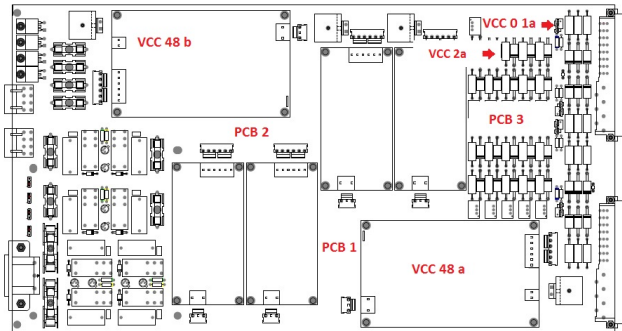 VCC 0 1a
VCC 48 b
VCC 2a
PCB 3
PCB 2
PCB 1
VCC 48 a